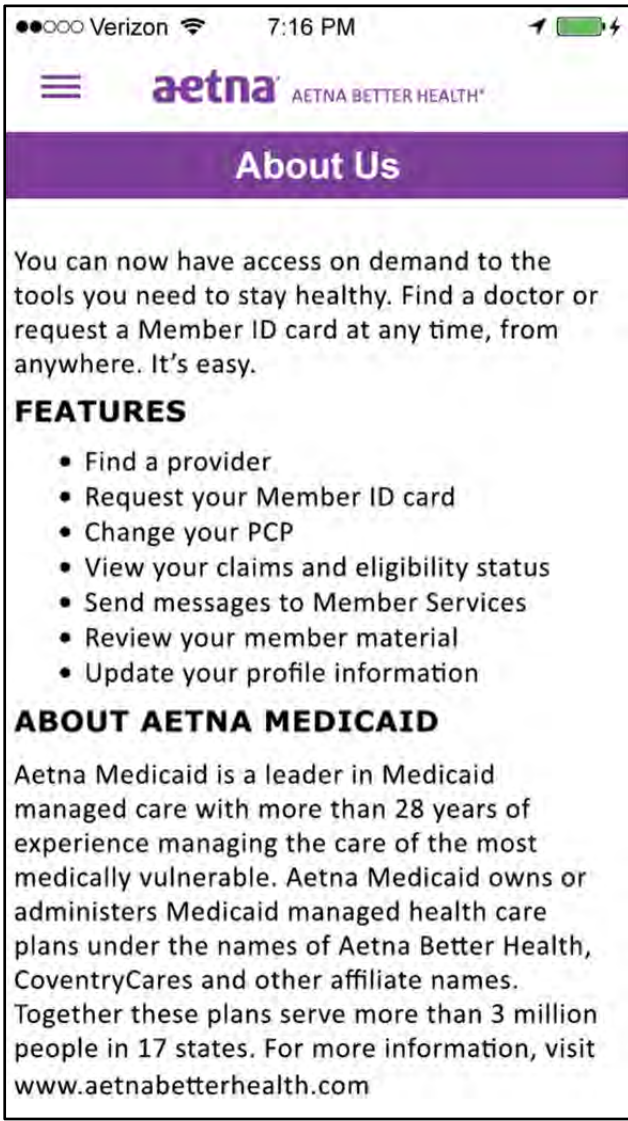 Verizon 7:16 PM
aetna® AETNA BETTER HEALTH®
About Us
You can now have access on demand to the
tools you need to stay healthy. Find a doctor or
request a Member ID card at any time, from
anywhere. It's easy.
FEATURES
• Find a provider
• Request your Member ID card
• Change your PCP
• View your claims and eligibility status
• Send messages to Member Services
• Review your member material
• Update your profile information
ABOUT AETNA MEDICAID
Aetna Medicaid is a leader in Medicaid
managed care with more than 28 years of
experience managing the care of the most
medically vulnerable. Aetna Medicaid owns or
administers Medicaid managed health care
plans under the names of Aetna Better Health,
CoventryCares and other affiliate names.
Together these plans serve more than 3 million
people in 17 states. For more information, visit
www.aetnabetterhealth.com